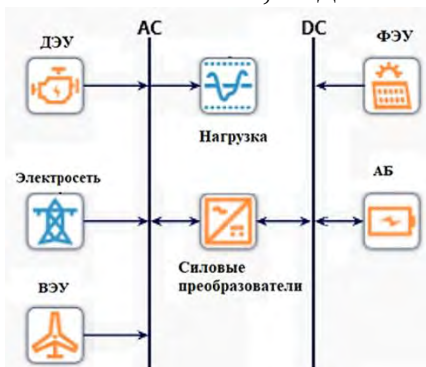 ДЭУ
AC
DC
ФЭУ
Нагрузка
Электросеть
АБ
ВЭУ
Силовые
преобразователи